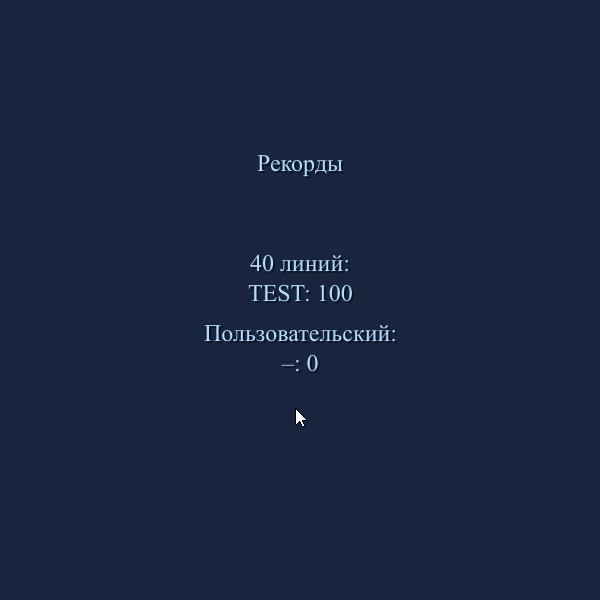 Рекорды
40 линий:
TEST: 100
Пользовательский:
–: 0